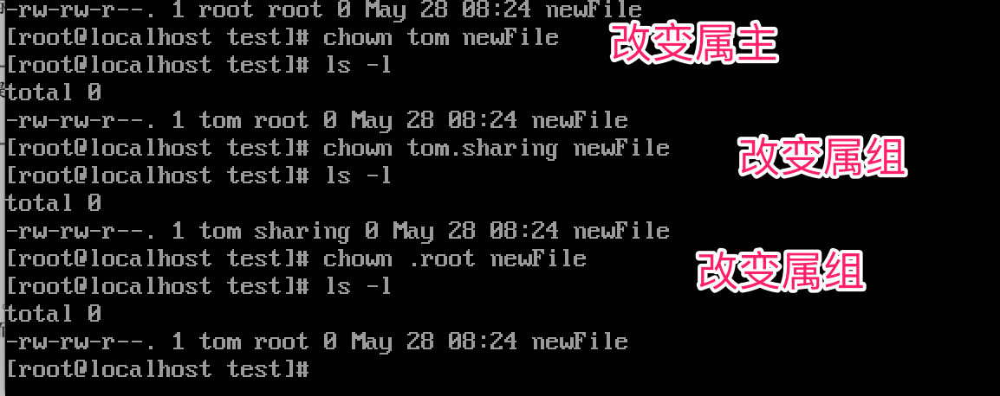 -rw-rw-r--. 1 root root 0 May 28 08:24 newFile
[root@localhost test]# chown tom newFile
改变属主
[root@localhost test]# ls -l
total 0
-rw-rw-r--. 1 tom root 0 May 28 08:24 newFile
[root@localhost test]# chown tom.sharing newFile
改变属组
[root@localhost test]# ls -l
total 0
-rw-rw-r--. 1 tom sharing 0 May 28 08:24 newFile
[root@localhost test]# chown .root newFile
改变属组
[root@localhost test]# ls -l
total 0
-rw-rw-r--. 1 tom root 0 May 28 08:24 newFile
[root@localhost test]#